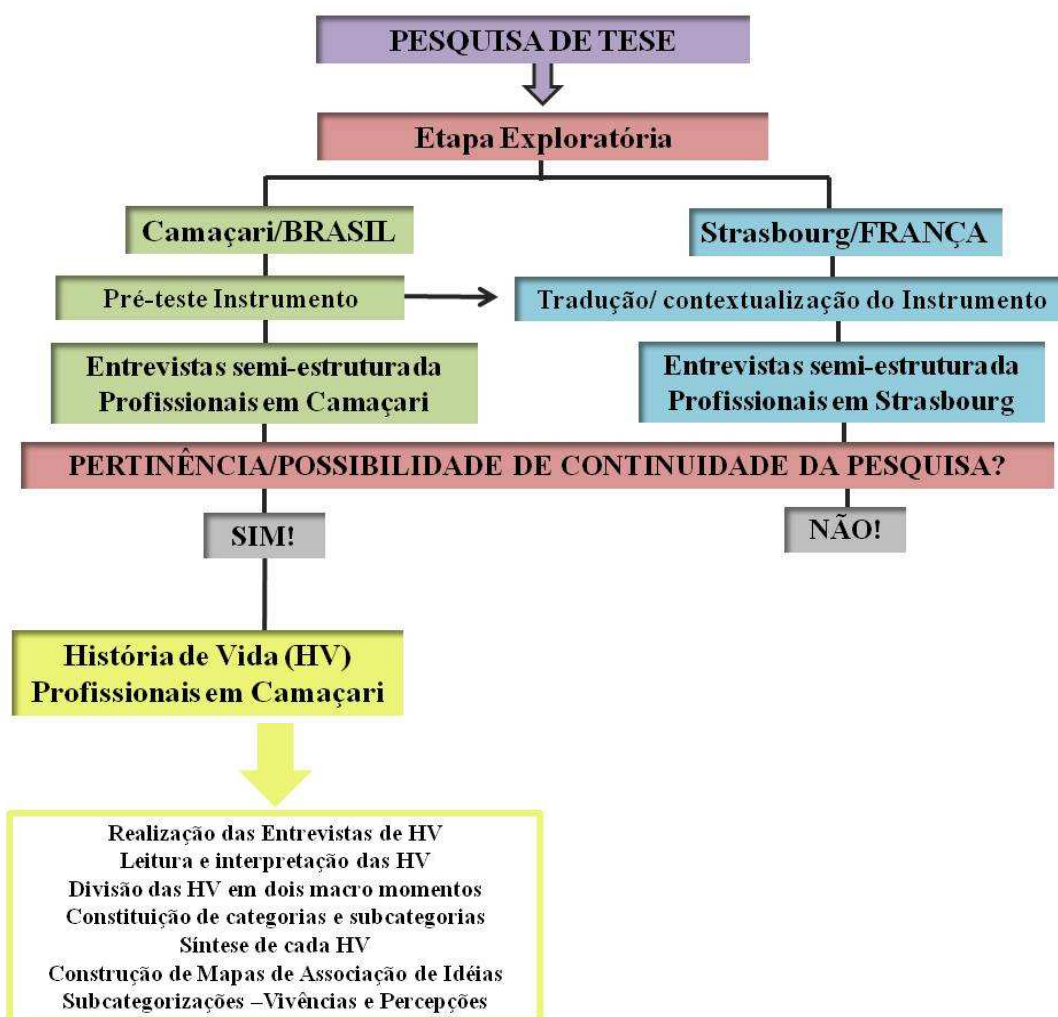 PESQUISA DE TESE
Etapa Exploratória
Camaçari/BRASIL
Strasbourg/FRANÇA
Pré-teste Instrumento
Tradução/ contextualização do Instrumento
Entrevistas semi-estruturada
Profissionais em Camaçari
Entrevistas semi-estruturada
Profissionais em Strasbourg
PERTINÊNCIA/POSSIBILIDADE DE CONTINUIDADE DA PESQUISA?
SIM!
NÃO!
História de Vida (HV)
Profissionais em Camaçari
Realização das Entrevistas de HV
Leitura e interpretação das HV
Divisão das HV em dois macro momentos
Constituição de categorias e subcategorias
Síntese de cada HV
Construção de Mapas de Associação de Idéias
Subcategorizações –Vivências e Percepções